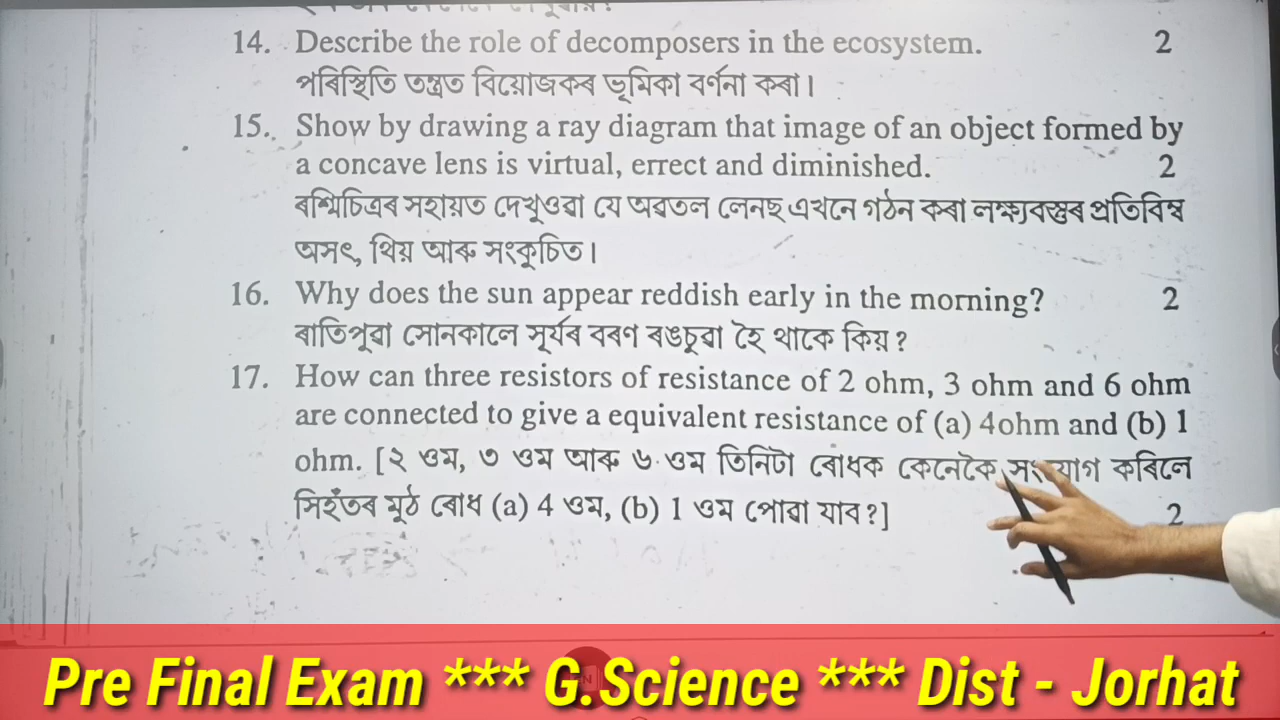 14. Describe the role of decomposers in the ecosystem. 2
পৰিস্থিতি তন্ত্ৰত বিয়োজকৰ ভূমিকা বৰ্ণনা কৰা।
15. Show by drawing a ray diagram that image of an object formed by
a concave lens is virtual, errect and diminished. 2
ৰশ্মিচিত্ৰৰ সহায়ত দেখুওৱা যে অৱতল লেনছ এখনে গঠন কৰা লক্ষ্যবস্তুৰ প্ৰতিবিম্ব
অসৎ, থিয় আৰু সংকুচিত।
16. Why does the sun appear reddish early in the morning? 2
ৰাতিপুৱা সোনকালে সূৰ্যৰ বৰণ ৰঙচুৱা হৈ থাকে কিয়?
17. How can three resistors of resistance of 2 ohm, 3 ohm and 6 ohm
are connected to give a equivalent resistance of (a) 4ohm and (b) 1
ohm. [২ ওম, ৩ ওম আৰু ৬ ওম তিনিটা ৰোধক কেনেকৈ সংযোগ কৰিলে
সিহঁতৰ মুঠ ৰোধ (a) 4 ওম, (b) 1 ওম পোৱা যাব?] 2
Pre Final Exam *** G.Science *** Dist - Jorhat